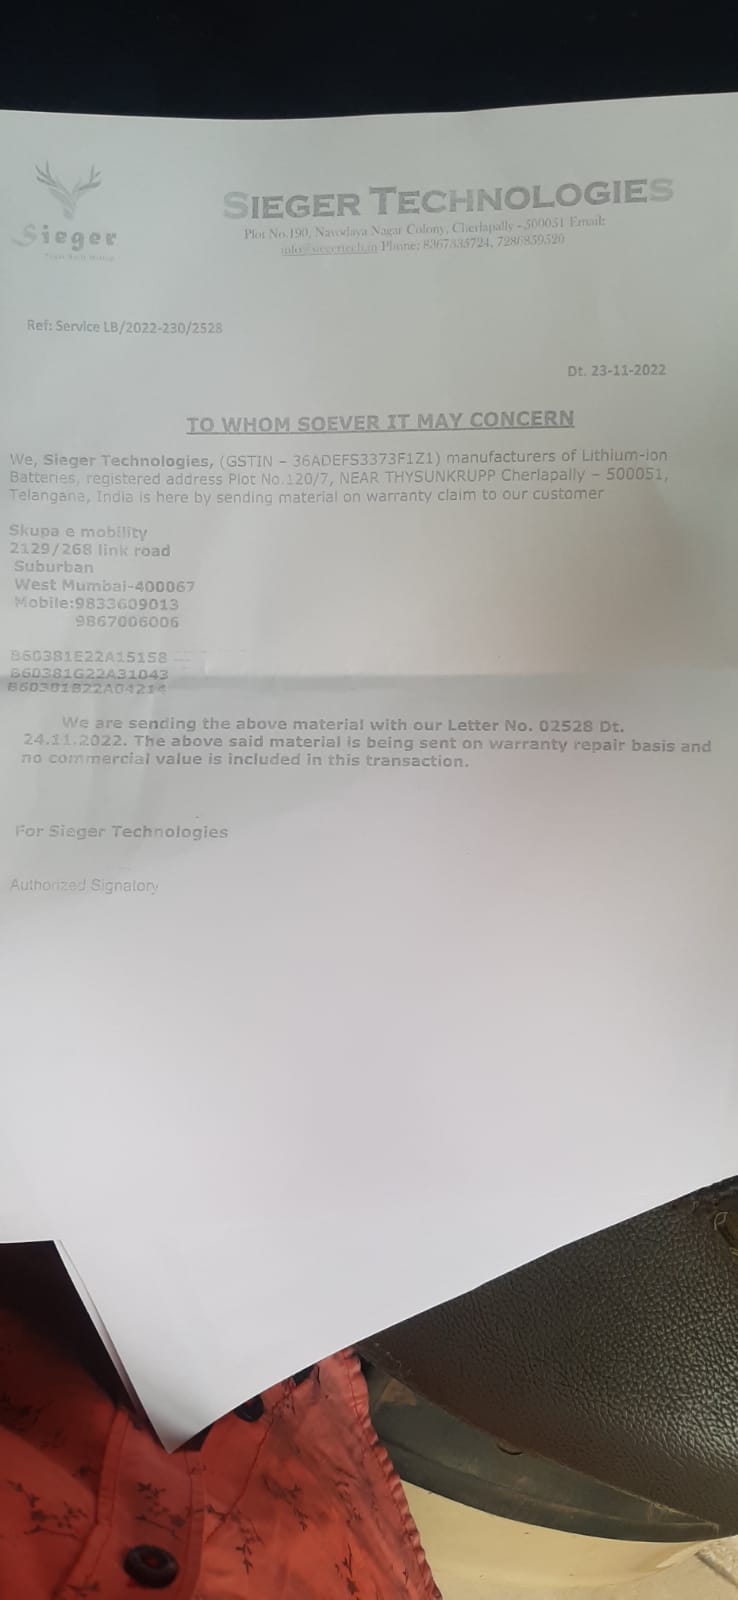 Sieger
SIEGER TECHNOLOGIES
Plot No.190, Navodaya Nagar Colony, Cherlapally - 500051 Email:
info@siegertech.in Phone: 8367335724, 7286859520
Ref: Service LB/2022-230/2528
Dt. 23-11-2022
TO WHOM SOEVER IT MAY CONCERN
We, Sieger Technologies, (GSTIN – 36ADEFS3373F1Z1) manufacturers of Lithium-ion
Batteries, registered address Plot No.120/7, NEAR THYSUNKRUPP Cherlapally – 500051,
Telangana, India is here by sending material on warranty claim to our customer
Skupa e mobility
2129/268 link road
Suburban
West Mumbai-400067
Mobile:9833609013
9867006006
B60381E22A15158
B60381G22A31043
B60381B22A04214
We are sending the above material with our Letter No. 02528 Dt.
24.11.2022. The above said material is being sent on warranty repair basis and
no commercial value is included in this transaction.
For Sieger Technologies
Authorized Signatory